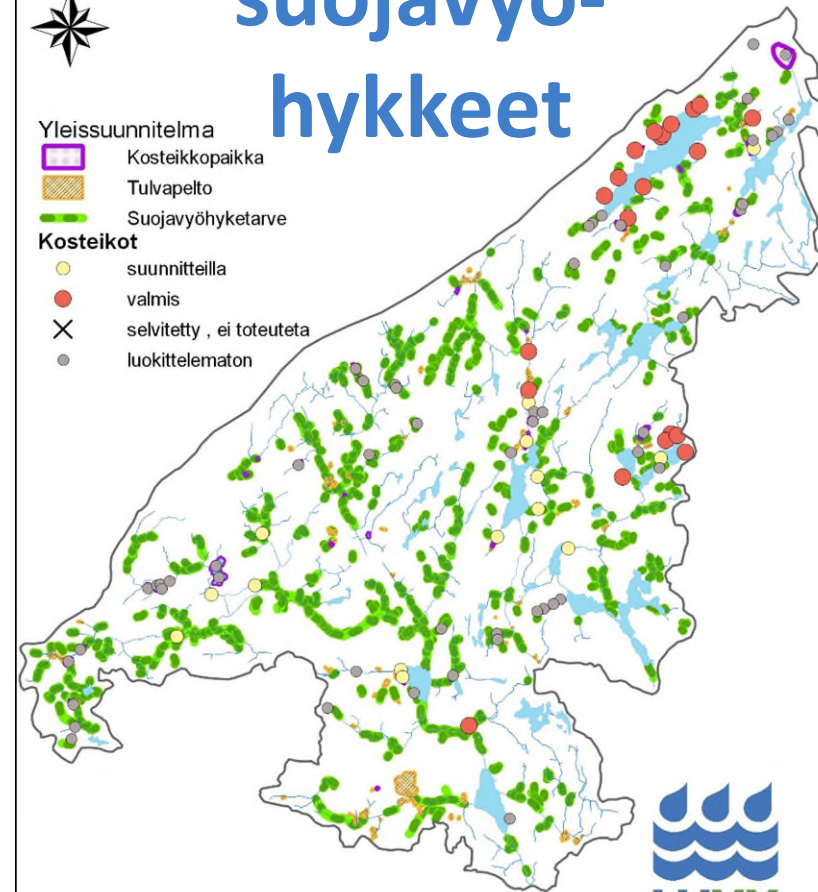 suojavyö-
hykkeet
Yleissuunnitelma
Kosteikkopaikka
Tulvapelto
Suojavyöhyketarve
Kosteikot
suunnitteilla
valmis
selvitetty , ei toteuteta
luokittelematon